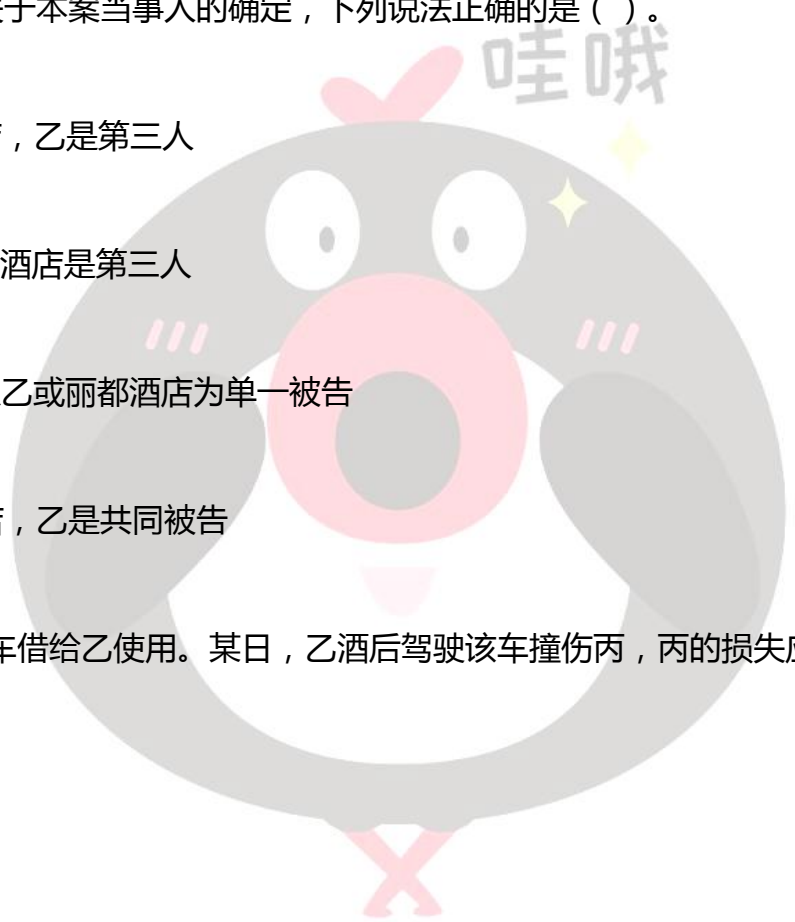 哇哦
于本案当事人的确定，下列说法正确的是（ ）。
，乙是第三人
酒店是第三人
乙或丽都酒店为单一被告
，乙是共同被告
车借给乙使用。某日，乙酒后驾驶该车撞伤丙，丙的损失应